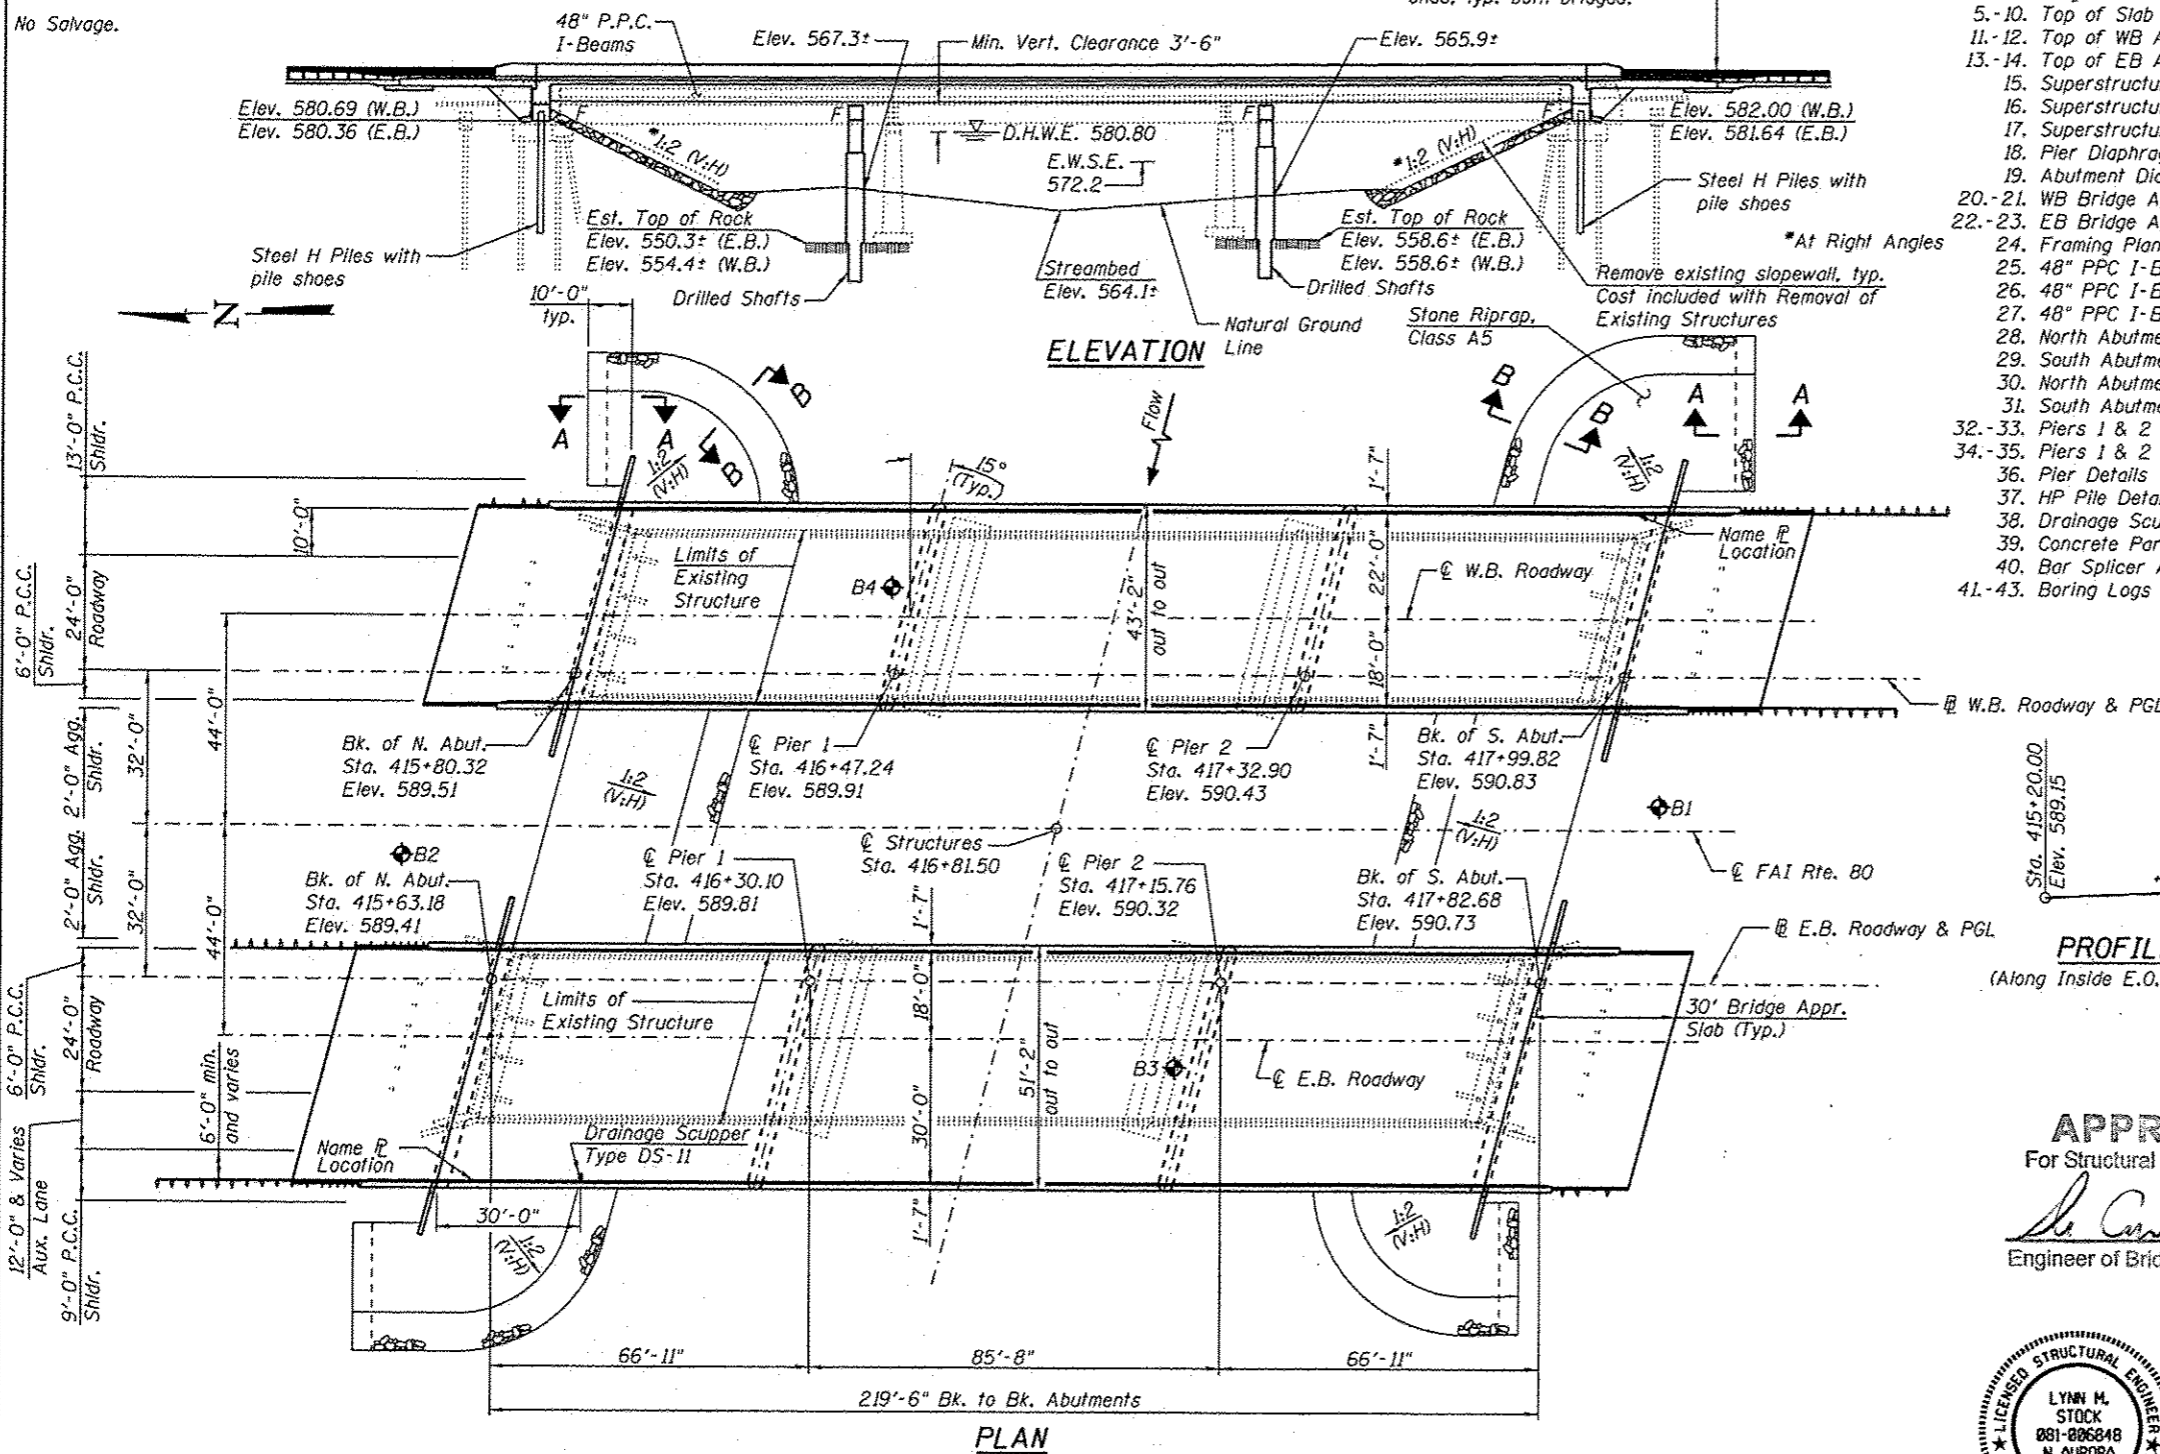 No Salvage.
48" P.P.C.
I-Beams
Elev. 567.3±
Min. Vert. Clearance 3'-6"
Elev. 565.9±
Elev. 580.69 (W.B.)
Elev. 580.36 (E.B.)
*1:2 (V:H)
F
F
F
F
D.H.W.E. 580.80
E.W.S.E.
572.2
*1:2 (V:H)
Elev. 582.00 (W.B.)
Elev. 581.64 (E.B.)
Steel H Piles with
pile shoes
Est. Top of Rock
Elev. 550.3± (E.B.)
Elev. 554.4± (W.B.)
Est. Top of Rock
Elev. 558.6± (E.B.)
Elev. 558.6± (W.B.)
*At Right Angles
Steel H Piles with
pile shoes
Drilled Shafts
Streambed
Elev. 564.1±
Drilled Shafts
Remove existing slopewall, typ.
Cost included with Removal of
Existing Structures
Natural Ground
Line
ELEVATION
5.-10. Top of Slab
11.-12. Top of WB
13.-14. Top of EB
15.
16.
17.
18. Pier
19. Abutment
20.-21. WB Bridge
22.-23. EB Bridge
24. Framing Plan
25. 48" PPC
26. 48" PPC
27. 48" PPC
28. North
29. South
30. North
31. South
32.-33. Piers 1 & 2
34.-35. Piers 1 & 2
36. Pier Details
37. HP Pile
38. Drainage
39. Concrete
40. Bar Splicer
41.-43. Boring Logs
N
10'-0"
typ.
Stone Riprap,
Class A5
A
A
B
B
B
B
A
A
Flow
1:2
(V:H)
15°
(Typ.)
1:2
(V:H)
13'-0" P.C.C.
Shldr.
10'-0"
24'-0"
Roadway
6'-0" P.C.C.
Shldr.
Limits of
Existing
Structure
B4
43'-2"
out to out
1'-7"
22'-0"
18'-0"
1'-7"
℄ W.B. Roadway
Name ℙL
Location
W.B. Roadway & PGL
44'-0"
32'-0"
2'-0" Agg.
Shldr.
Bk. of N. Abut.
Sta. 415+80.32
Elev. 589.51
1:2
(V:H)
℄ Pier 1
Sta. 416+47.24
Elev. 589.91
℄ Pier 2
Sta. 417+32.90
Elev. 590.43
Bk. of S. Abut.
Sta. 417+99.82
Elev. 590.83
1:2
(V:H)
B1
Sta. 415+20.00
Elev. 589.15
2'-0" Agg.
Shldr.
32'-0"
44'-0"
B2
Bk. of N. Abut.
Sta. 415+63.18
Elev. 589.41
℄ Pier 1
Sta. 416+30.10
Elev. 589.81
℄ Structures
Sta. 416+81.50
℄ Pier 2
Sta. 417+15.76
Elev. 590.32
Bk. of S. Abut.
Sta. 417+82.68
Elev. 590.73
℄ FAI Rte. 80
E.B. Roadway & PGL
(Along Inside
6'-0" P.C.C.
Shldr.
24'-0"
Roadway
6'-0" min.
and varies
Limits of
Existing Structure
1'-7"
18'-0"
30'-0"
1'-7"
51'-2"
out to out
B3
℄ E.B. Roadway
30' Bridge Appr.
Slab (Typ.)
Name ℙL
Location
Drainage Scupper
Type DS-11
12'-0" & Varies
Aux. Lane
9'-0" P.C.C.
Shldr.
30'-0"
1:2
(V:H)
1:2
(V:H)
66'-11"
85'-8"
66'-11"
219'-6" Bk. to Bk. Abutments
PLAN
For Structural
Engineer of
LICENSED STRUCTURAL ENGINEER
LYNN M.
STOCK
081-006848
N. AURORA